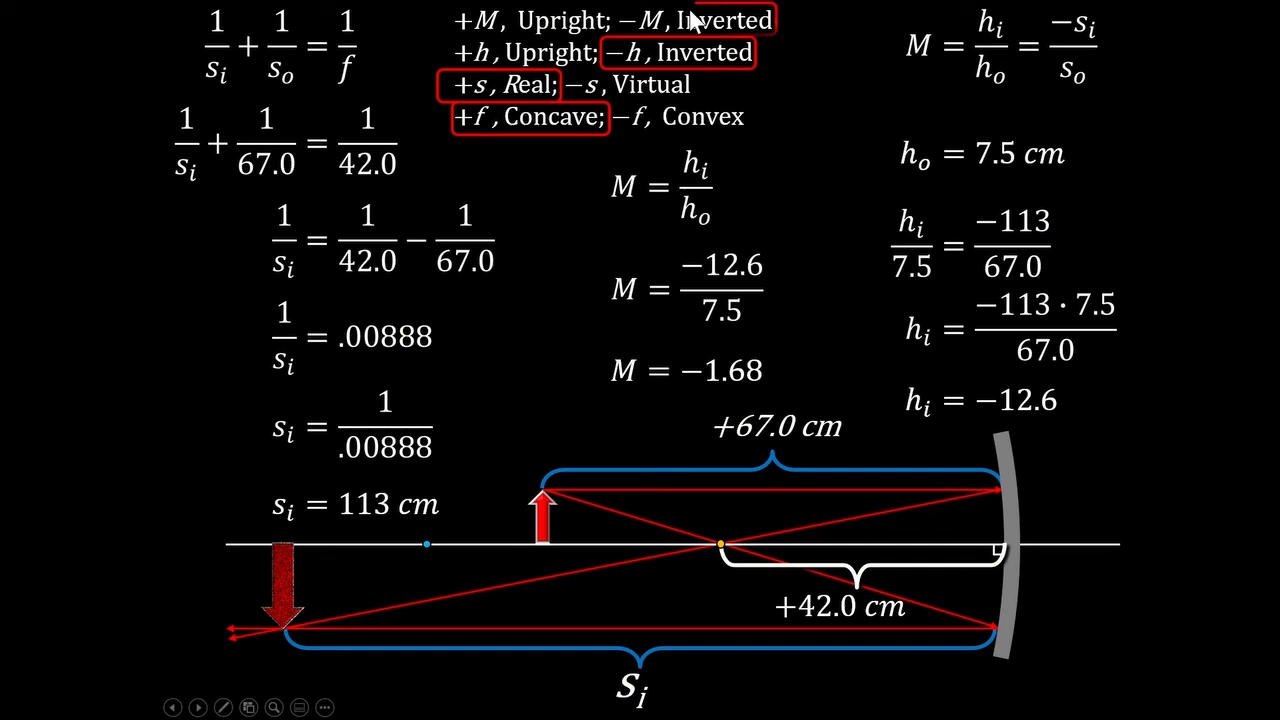 1/s_i + 1/s_o = 1/f
1/s_i + 1/67.0 = 1/42.0
1/s_i = 1/42.0 − 1/67.0
1/s_i = .00888
s_i = 1/.00888
s_i = 113 cm
+M, Upright; −M, Inverted
+h, Upright; −h, Inverted
+s, Real; −s, Virtual
+f, Concave; −f, Convex
M = h_i/h_o
M = −12.6/7.5
M = −1.68
M = h_i/h_o = −s_i/s_o
h_o = 7.5 cm
h_i/7.5 = −113/67.0
h_i = −113 · 7.5/67.0
h_i = −12.6
+67.0 cm
+42.0 cm
s_i